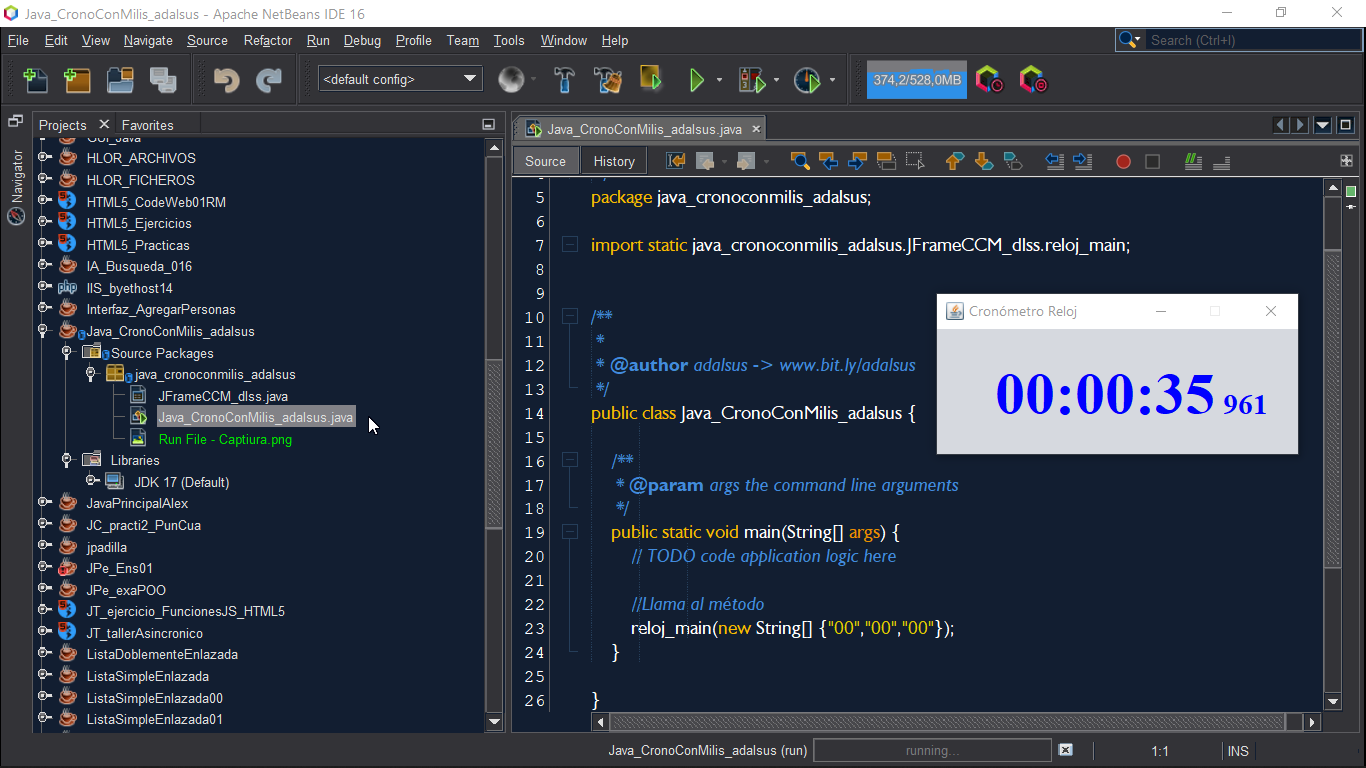 Java_CronoConMilis_adalsus - Apache NetBeans IDE 16
File Edit View Navigate Source Refactor Run Debug Profile Team Tools Window Help
Search (Ctrl+I)
<default config>
374,2/528,0MB
Projects Favorites
Navigator
GUI_Java
HLOR_ARCHIVOS
HLOR_FICHEROS
HTML5_CodeWeb01RM
HTML5_Ejercicios
HTML5_Practicas
IA_Busqueda_016
php IIS_byethost14
Interfaz_AgregarPersonas
Java_CronoConMilis_adalsus
Source Packages
java_cronoconmilis_adalsus
JFrameCCM_dlss.java
Java_CronoConMilis_adalsus.java
Run File - Captiura.png
Libraries
JDK 17 (Default)
JavaPrincipalAlex
JC_practi2_PunCua
jpadilla
JPe_Ens01
JPe_exaPOO
JT_ejercicio_FuncionesJS_HTML5
JT_tallerAsincronico
ListaDoblementeEnlazada
ListaSimpleEnlazada
ListaSimpleEnlazada00
ListaSimpleEnlazada01
Java_CronoConMilis_adalsus.java
Source History
5 package java_cronoconmilis_adalsus;
6
7 import static java_cronoconmilis_adalsus.JFrameCCM_dlss.reloj_main;
8
9
10 /**
11 *
12 * @author adalsus -> www.bit.ly/adalsus
13 */
14 public class Java_CronoConMilis_adalsus {
15
16 /**
17 * @param args the command line arguments
18 */
19 public static void main(String[] args) {
20 // TODO code application logic here
21
22 //Llama al método
23 reloj_main(new String[] {"00","00","00"});
24 }
25
26 }
Cronómetro Reloj
00:00:35 961
Java_CronoConMilis_adalsus (run) running... 1:1 INS